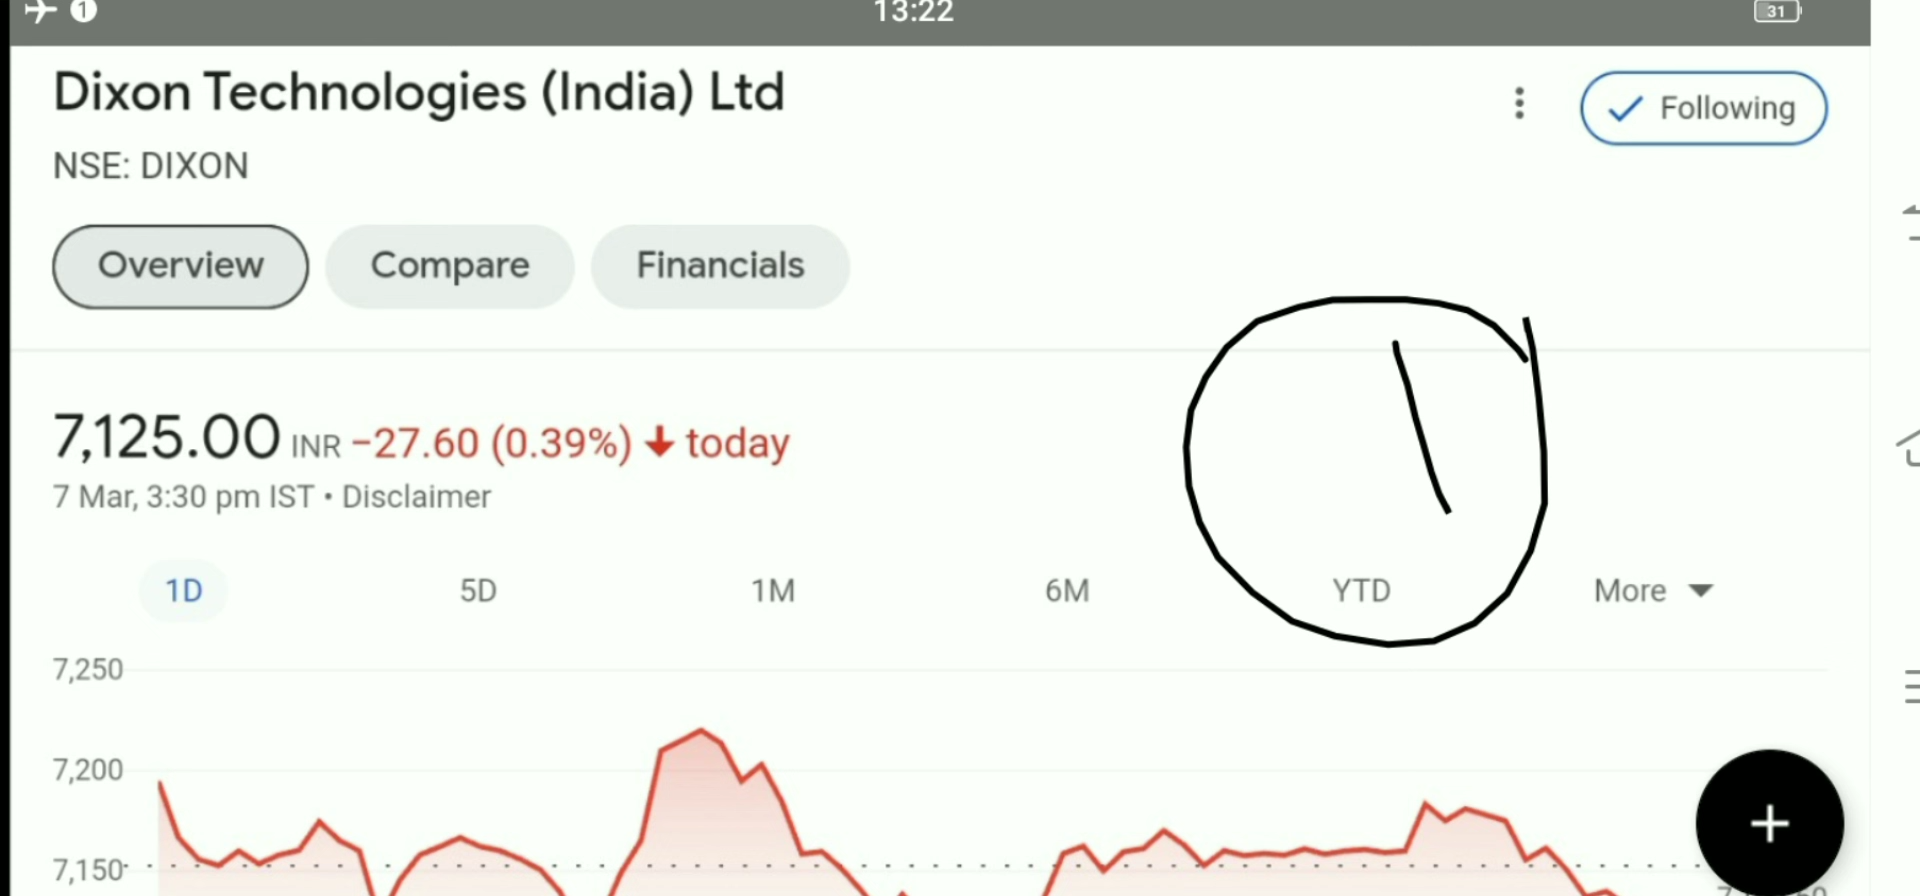 1 13:22 31
Dixon Technologies (India) Ltd
Following
NSE: DIXON
Overview Compare Financials
7,125.00 INR −27.60 (0.39%) ↓ today
7 Mar, 3:30 pm IST • Disclaimer
1D 5D 1M 6M YTD More
7,250
7,200
7,150